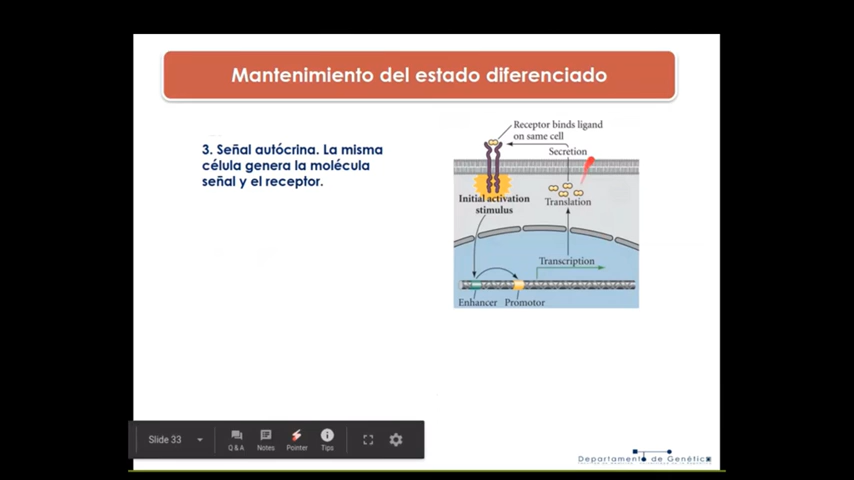 Mantenimiento del estado diferenciado
3. Señal autócrina. La misma
célula genera la molécula
señal y el receptor.
Receptor binds ligand
on same cell
Secretion
Initial activation
stimulus
Translation
Transcription
Enhancer
Promotor
Slide 33
Q & A
Notes
Pointer
Tips
Departamento de Genética